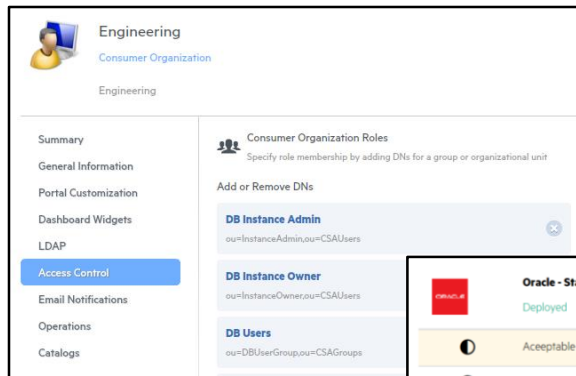 Engineering
Consumer Organization
Engineering
Summary
General Information
Portal Customization
Dashboard Widgets
LDAP
Access Control
Email Notifications
Operations
Catalogs
Consumer Organization Roles
Specify role membership by adding DNs for a group or organizational unit
Add or Remove DNs
DB Instance Admin
ou=InstanceAdmin,ou=CSAUsers
DB Instance Owner
ou=InstanceOwner,ou=CSAUsers
DB Users
ou=DBUserGroup,ou=CSAGroups
ORACLE
Oracle - Sta
Deployed
Aceeptable